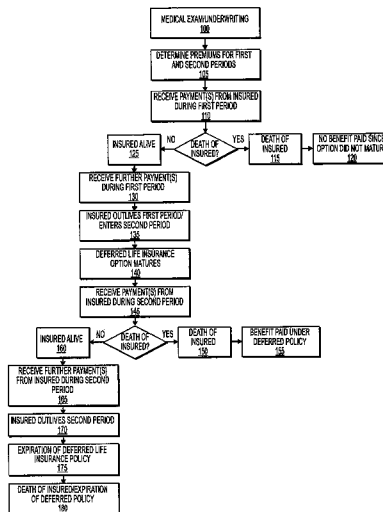 MEDICAL EXAM/UNDERWRITING
100
DETERMINE PREMIUMS FOR FIRST
AND SECOND PERIODS
105
RECEIVE PAYMENT(S) FROM INSURED
DURING FIRST PERIOD
110
INSURED ALIVE
125
NO
DEATH OF
INSURED?
YES
DEATH OF
INSURED
115
NO BENEFIT PAID SINCE
OPTION DID NOT MATURE
120
RECEIVE FURTHER PAYMENT(S)
DURING FIRST PERIOD
130
INSURED OUTLIVES FIRST PERIOD/
ENTERS SECOND PERIOD
135
DEFERRED LIFE INSURANCE
OPTION MATURES
140
RECEIVE PAYMENT(S) FROM
INSURED DURING SECOND PERIOD
145
INSURED ALIVE
160
NO
DEATH OF
INSURED?
YES
DEATH OF
INSURED
150
BENEFIT PAID UNDER
DEFERRED POLICY
155
RECEIVE FURTHER PAYMENT(S)
FROM INSURED DURING SECOND
PERIOD
165
INSURED OUTLIVES SECOND PERIOD
170
EXPIRATION OF DEFERRED LIFE
INSURANCE POLICY
175
DEATH OF INSURED/EXPIRATION
OF DEFERRED POLICY
180